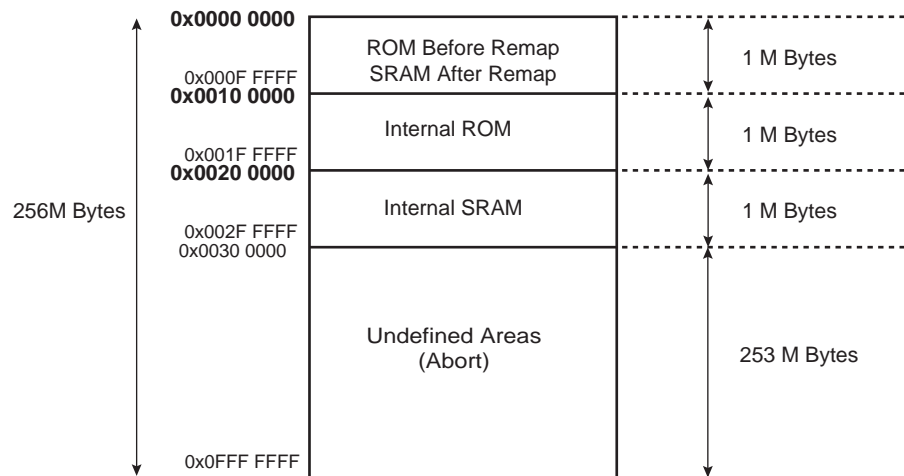 0x0000 0000
ROM Before Remap
SRAM After Remap
1 M Bytes
0x000F FFFF
0x0010 0000
Internal ROM
1 M Bytes
0x001F FFFF
0x0020 0000
256M Bytes
Internal SRAM
1 M Bytes
0x002F FFFF
0x0030 0000
Undefined Areas
(Abort)
253 M Bytes
0x0FFF FFFF